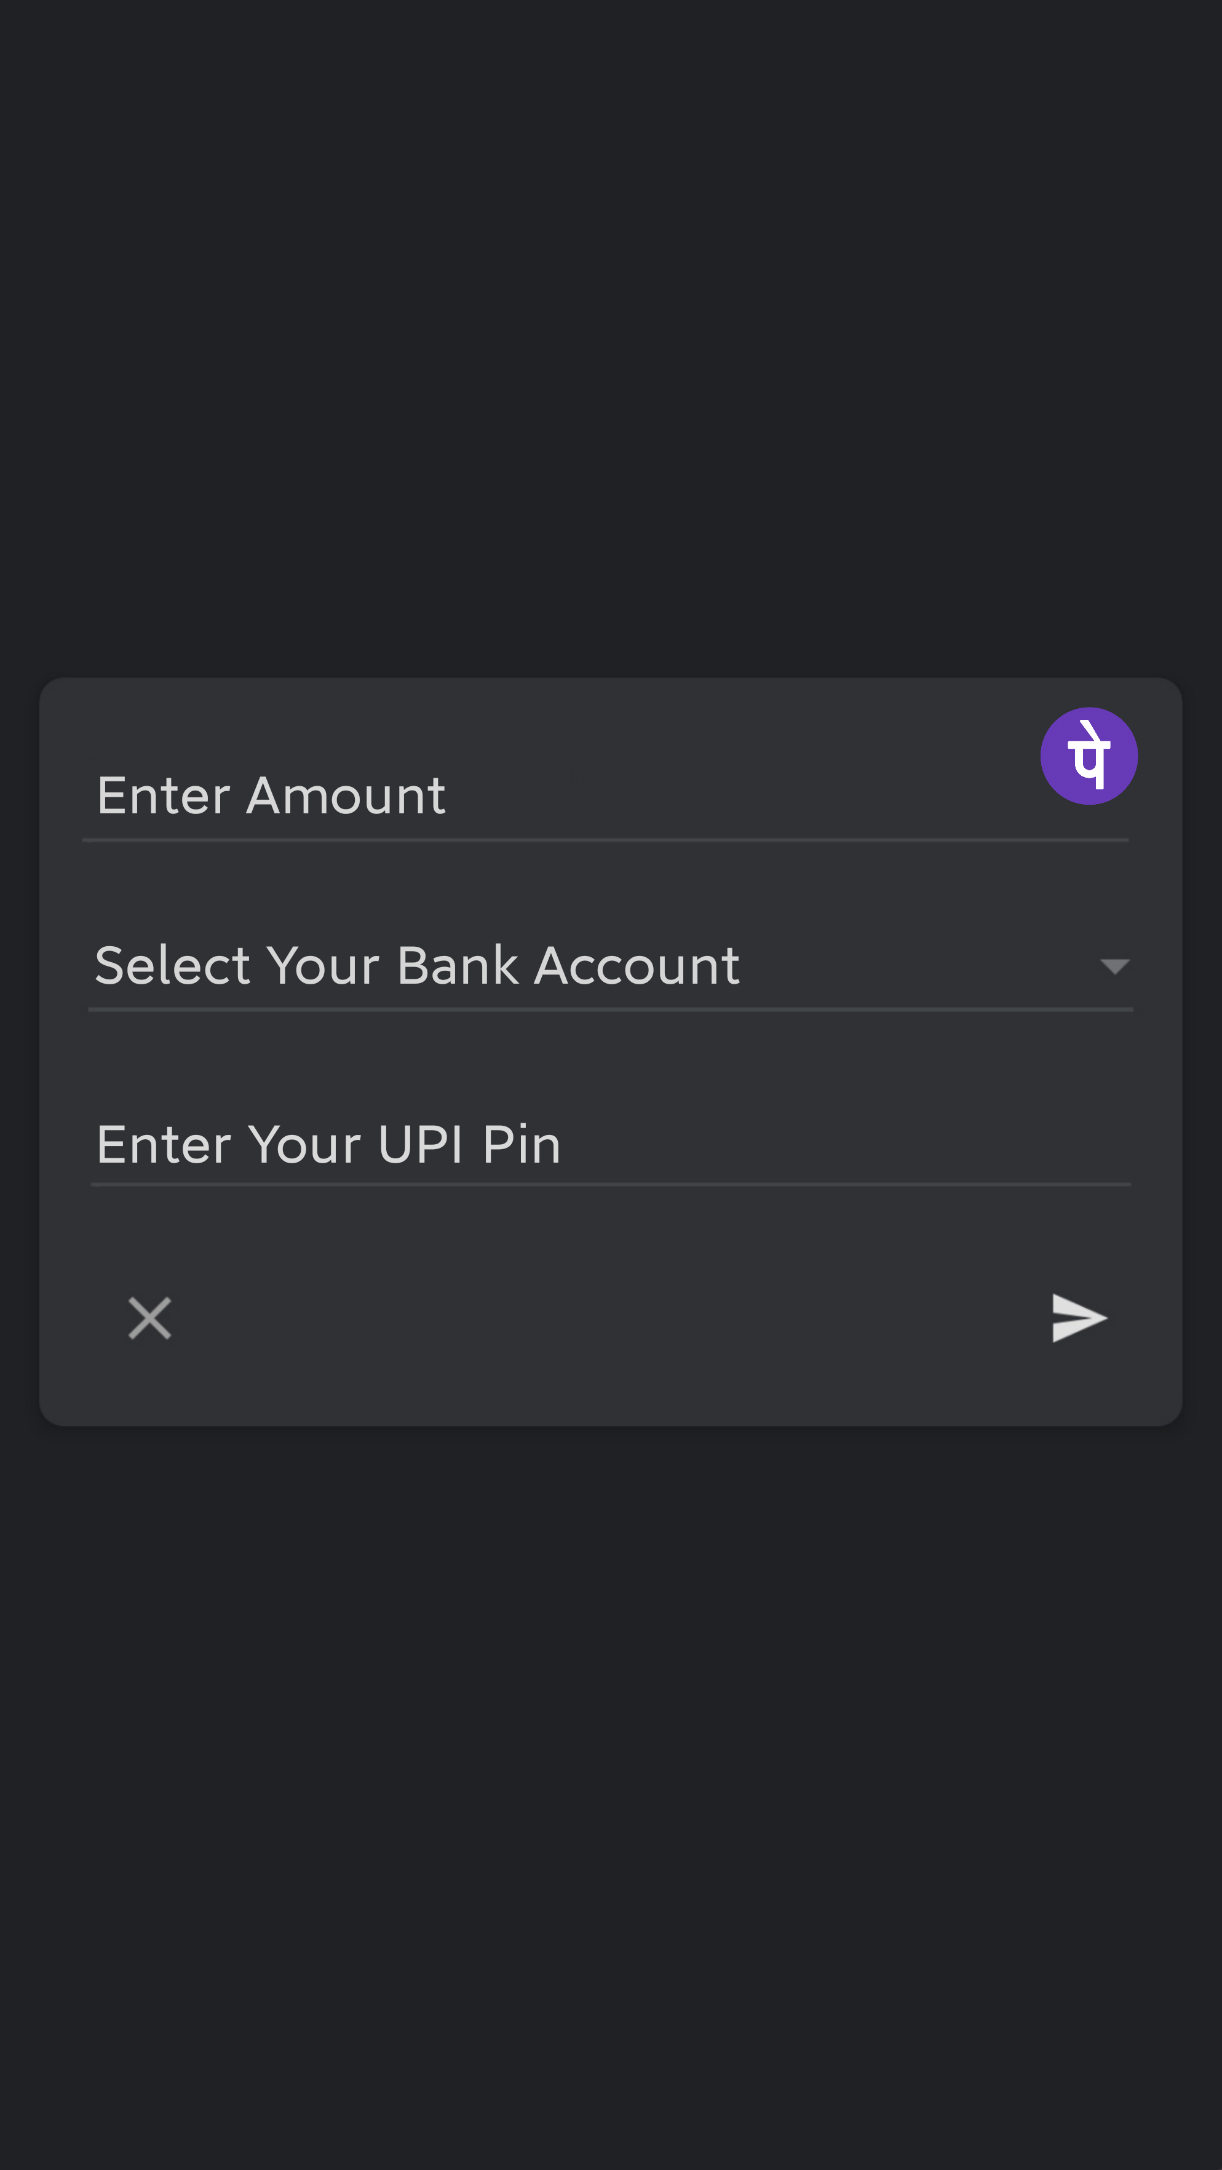 पे
Enter Amount
Select Your Bank Account
Enter Your UPI Pin